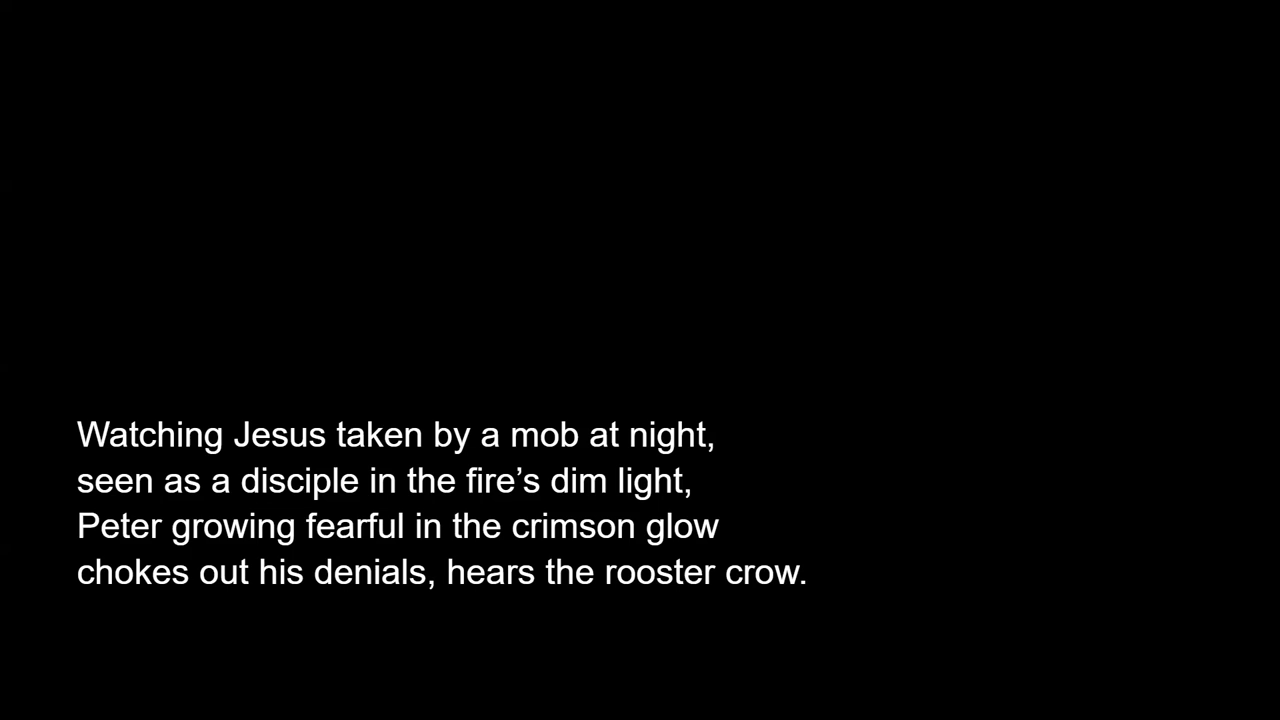 Watching Jesus taken by a mob at night,
seen as a disciple in the fire’s dim light,
Peter growing fearful in the crimson glow
chokes out his denials, hears the rooster crow.